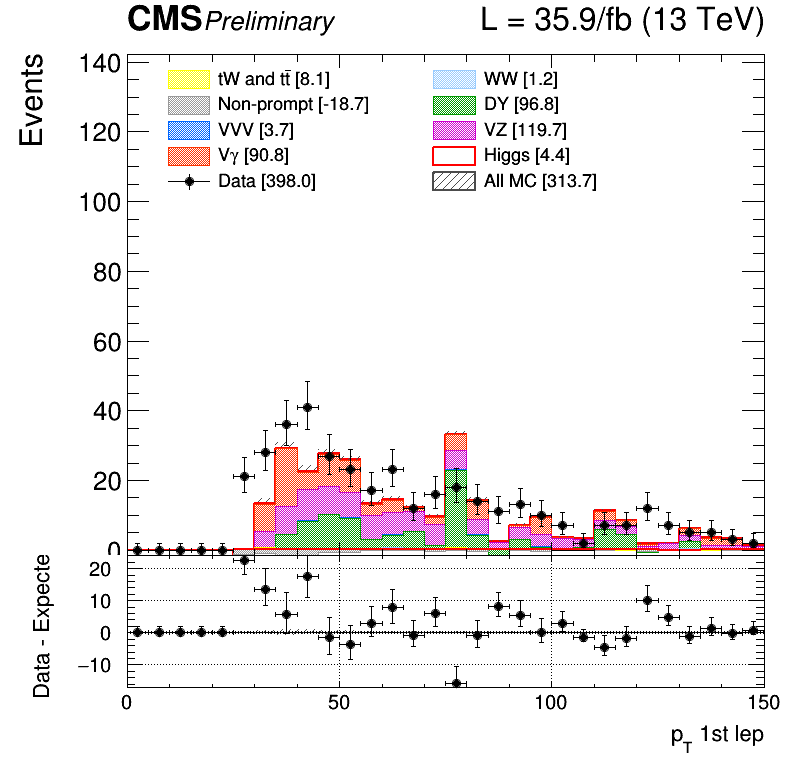 CMS Preliminary L = 35.9/fb (13 TeV)
Events
140
120
100
80
60
40
20
0
tW and tt̄ [8.1]
Non-prompt [-18.7]
VVV [3.7]
Vγ [90.8]
Data [398.0]
WW [1.2]
DY [96.8]
VZ [119.7]
Higgs [4.4]
All MC [313.7]
Data - Expecte
20
10
0
−10
0 50 100 150
p_T 1st lep